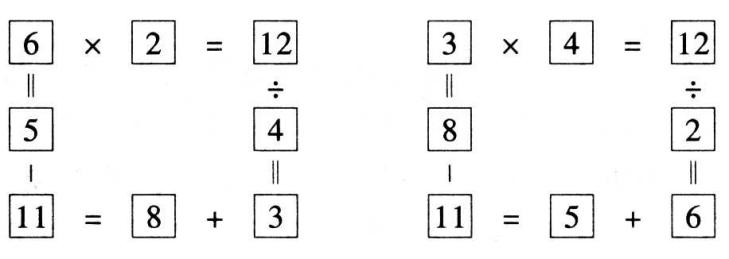 6 × 2 = 12 3 × 4 = 12
|| ÷ || ÷
5 4 8 2
− || − ||
11 = 8 + 3 11 = 5 + 6